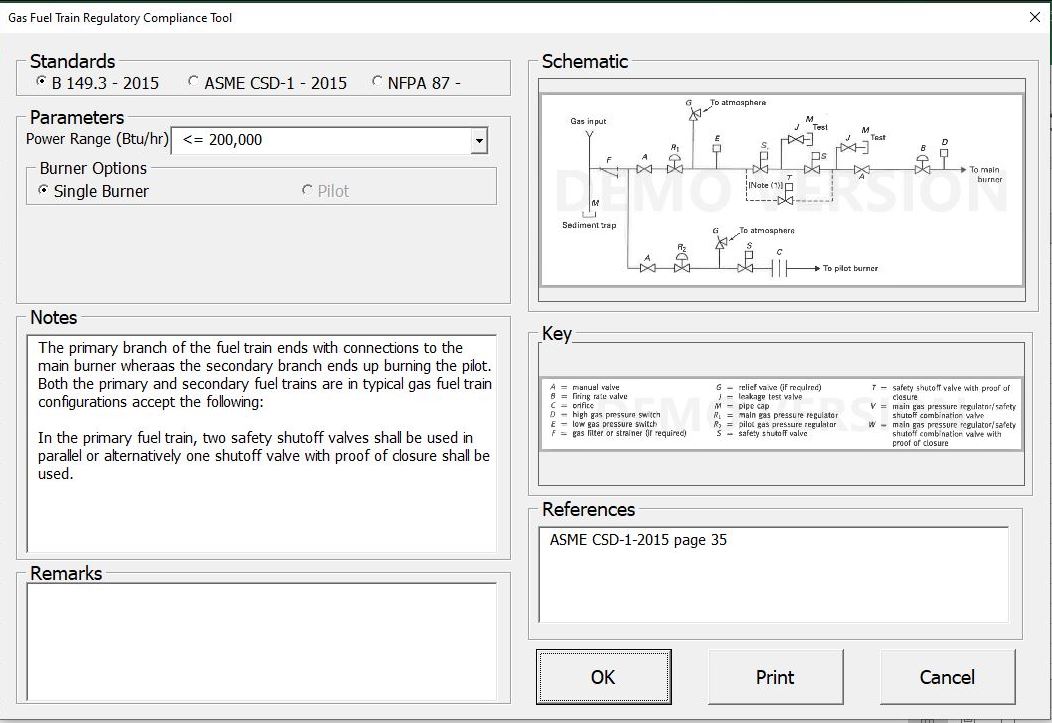 Gas Fuel Train Regulatory Compliance Tool
Standards
B 149.3 - 2015 ASME CSD-1 - 2015 NFPA 87 -
Parameters
Power Range (Btu/hr) <= 200,000
Burner Options
Single Burner Pilot
Notes
The primary branch of the fuel train ends with connections to the
main burner wheraas the secondary branch ends up burning the pilot.
Both the primary and secondary fuel trains are in typical gas fuel train
configurations accept the following:
In the primary fuel train, two safety shutoff valves shall be used in
parallel or alternatively one shutoff valve with proof of closure shall be
used.
Remarks
Schematic
G To atmosphere
Gas input
M
J Test
M
J Test
F A R1 E S S A B D
To main
burner
[Note (1)] T
M
Sediment trap
DEMO VERSION
G To atmosphere
A R2 S C
To pilot burner
Key
A = manual valve
B = firing rate valve
C = orifice
D = high gas pressure switch
E = low gas pressure switch
F = gas filter or strainer (if required)
G = relief valve (if required)
J = leakage test valve
M = pipe cap
R1 = main gas pressure regulator
R2 = pilot gas pressure regulator
S = safety shutoff valve
T = safety shutoff valve with proof of
closure
V = main gas pressure regulator/safety
shutoff combination valve
W = main gas pressure regulator/safety
shutoff combination valve with
proof of closure
References
ASME CSD-1-2015 page 35
OK Print Cancel